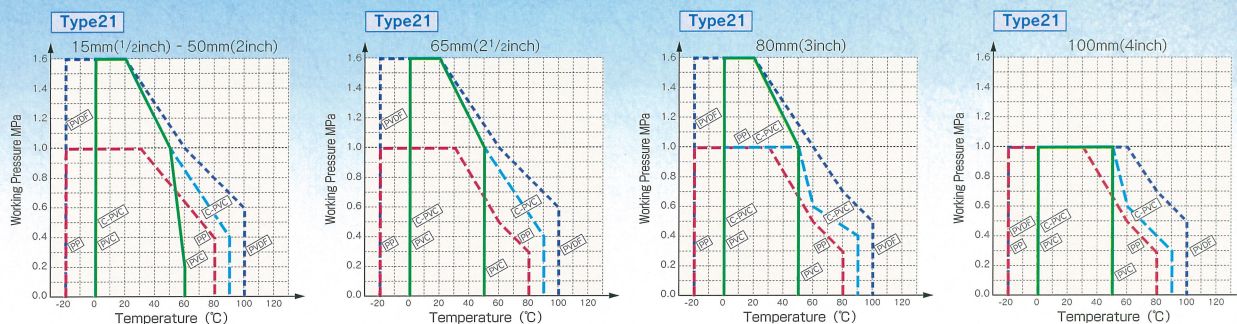 Type21
15mm(1/2inch) - 50mm(2inch)
Working Pressure MPa
1.6
1.4
1.2
1.0
0.8
0.6
0.4
0.2
0.0
-20 0 20 40 60 80 100 120
Temperature (℃)
PVDF
C-PVC
PVC
PP
C-PVC
PP
PVC
PVDF
Type21
65mm(2 1/2inch)
Working Pressure MPa
1.6
1.4
1.2
1.0
0.8
0.6
0.4
0.2
0.0
-20 0 20 40 60 80 100 120
Temperature (℃)
PVDF
C-PVC
PVC
PP
C-PVC
PP
PVC
PVDF
Type21
80mm(3inch)
Working Pressure MPa
1.6
1.4
1.2
1.0
0.8
0.6
0.4
0.2
0.0
-20 0 20 40 60 80 100 120
Temperature (℃)
PVDF
PP
C-PVC
C-PVC
PVC
PP
C-PVC
PP
PVC
PVDF
Type21
100mm(4inch)
Working Pressure MPa
1.6
1.4
1.2
1.0
0.8
0.6
0.4
0.2
0.0
-20 0 20 40 60 80 100 120
Temperature (℃)
PVDF
PP
C-PVC
PVC
C-PVC
PP
PVC
PVDF